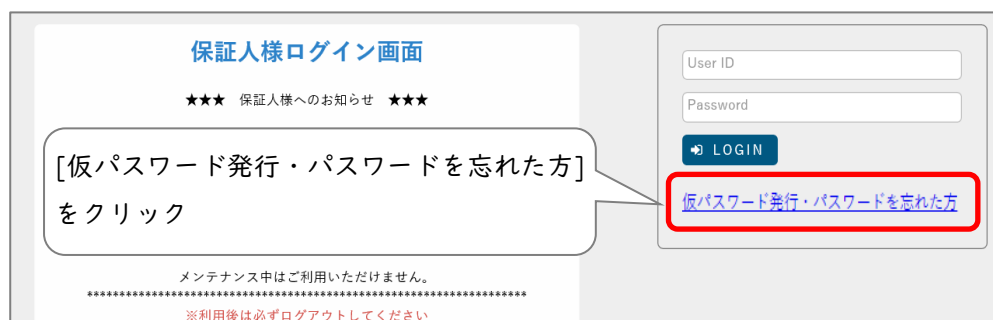 保証人様ログイン画面
★★★ 保証人様へのお知らせ ★★★
[仮パスワード発行・パスワードを忘れた方]
をクリック
メンテナンス中はご利用いただけません。
********************************************************************
※利用後は必ずログアウトしてください
User ID
Password
LOGIN
仮パスワード発行・パスワードを忘れた方